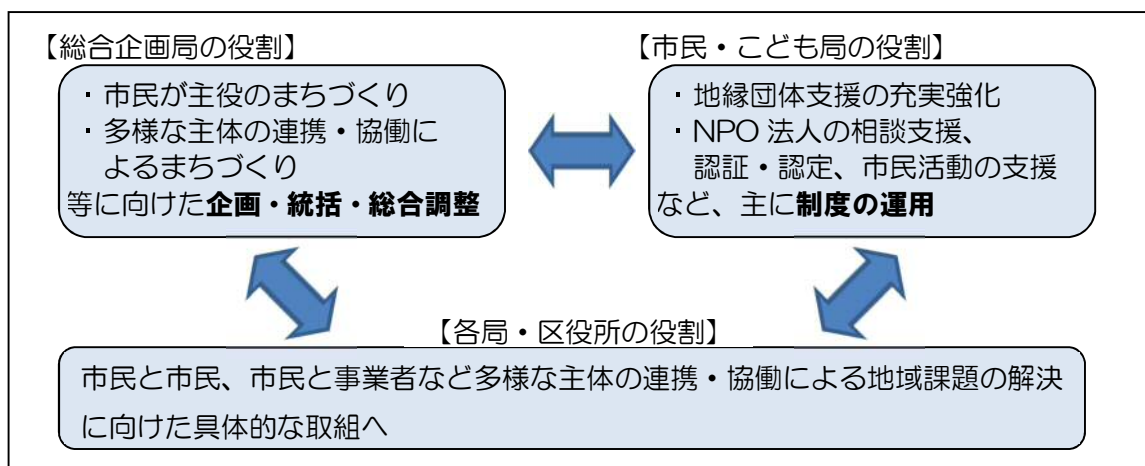 【総合企画局の役割】
・市民が主役のまちづくり
・多様な主体の連携・協働に
よるまちづくり
等に向けた企画・統括・総合調整
【市民・こども局の役割】
・地縁団体支援の充実強化
・NPO 法人の相談支援、
認証・認定、市民活動の支援
など、主に制度の運用
【各局・区役所の役割】
市民と市民、市民と事業者など多様な主体の連携・協働による地域課題の解決
に向けた具体的な取組へ